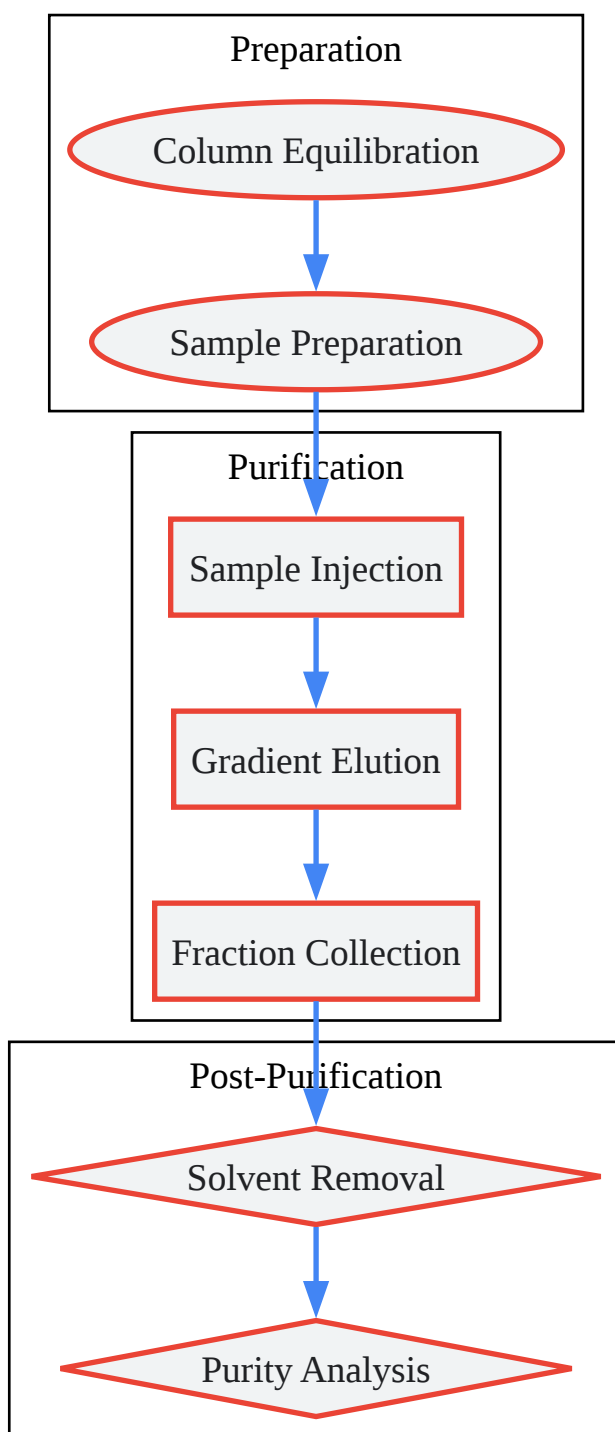 Preparation
Column Equilibration
Sample Preparation
Purification
Sample Injection
Gradient Elution
Fraction Collection
Post-Purification
Solvent Removal
Purity Analysis